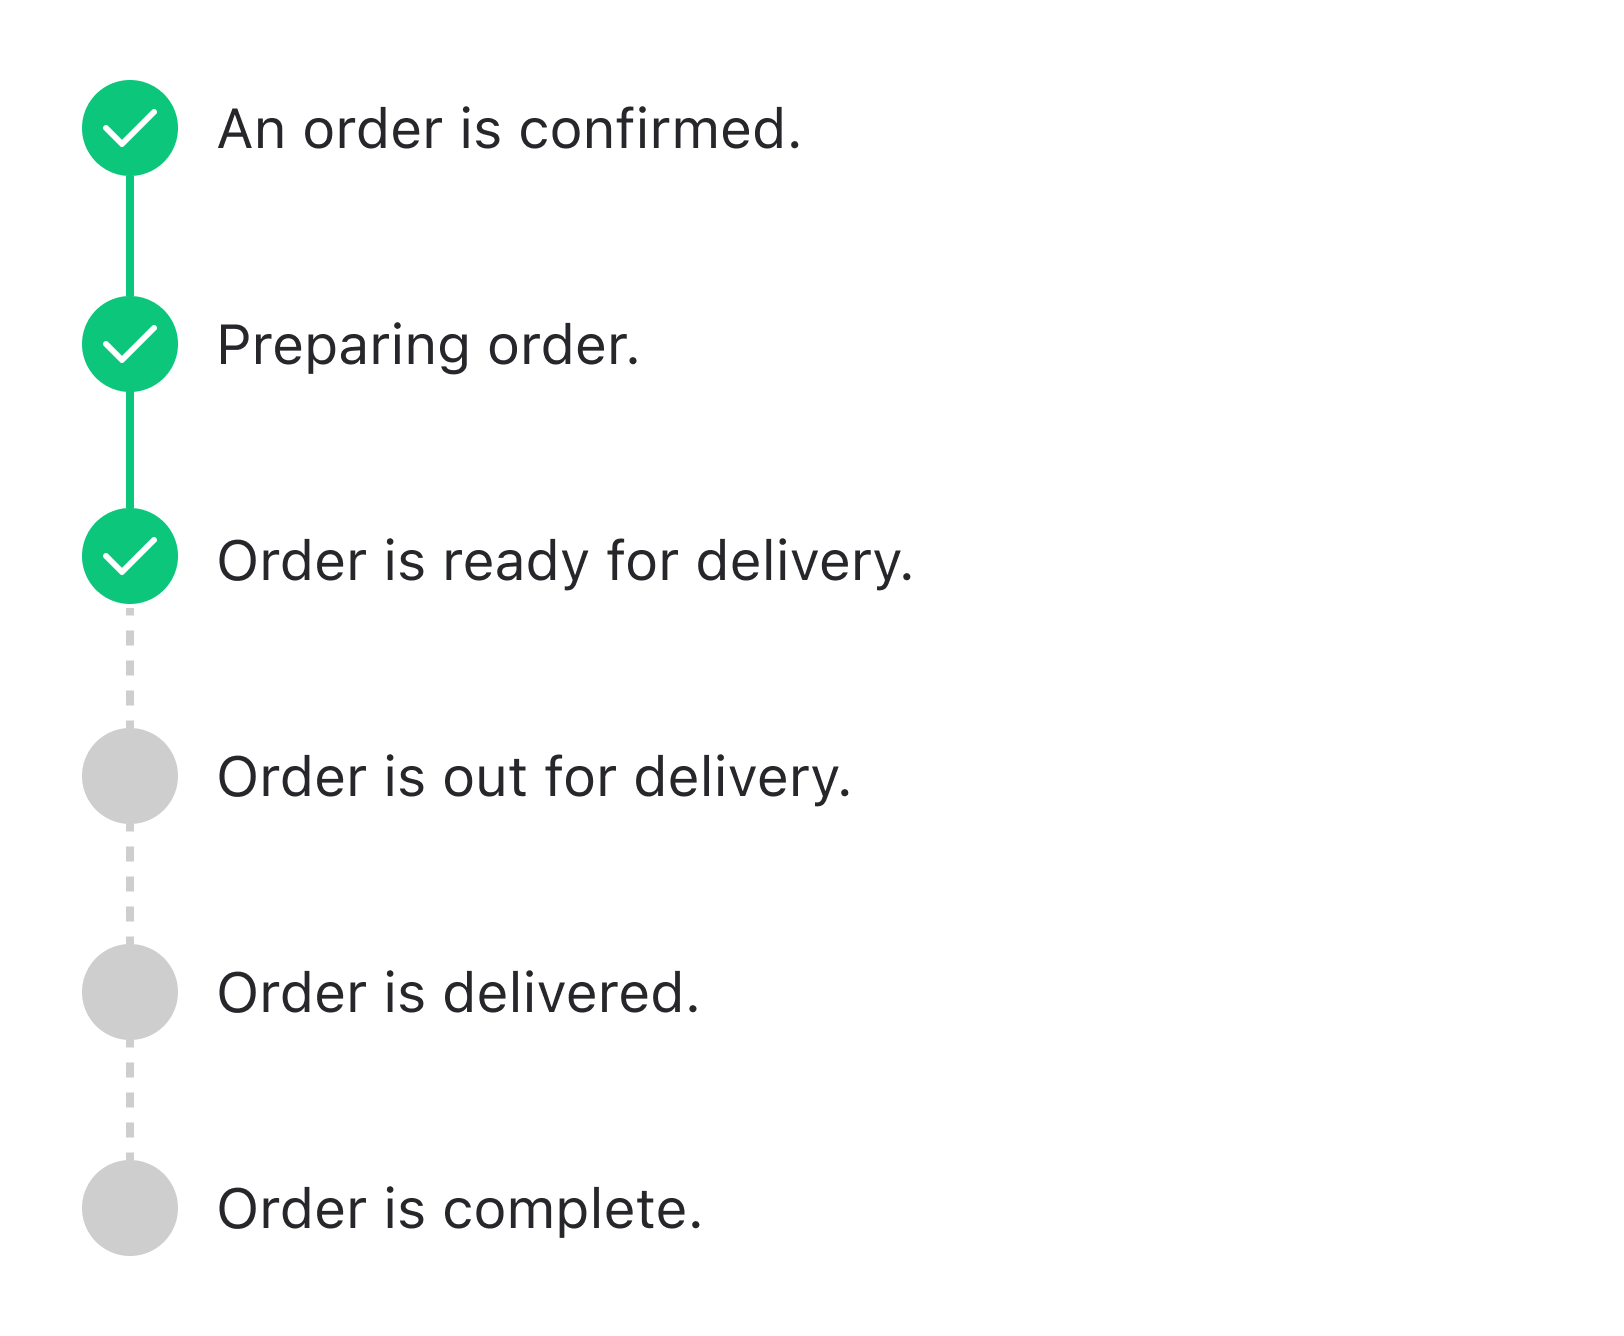 An order is confirmed.
Preparing order.
Order is ready for delivery.
Order is out for delivery.
Order is delivered.
Order is complete.